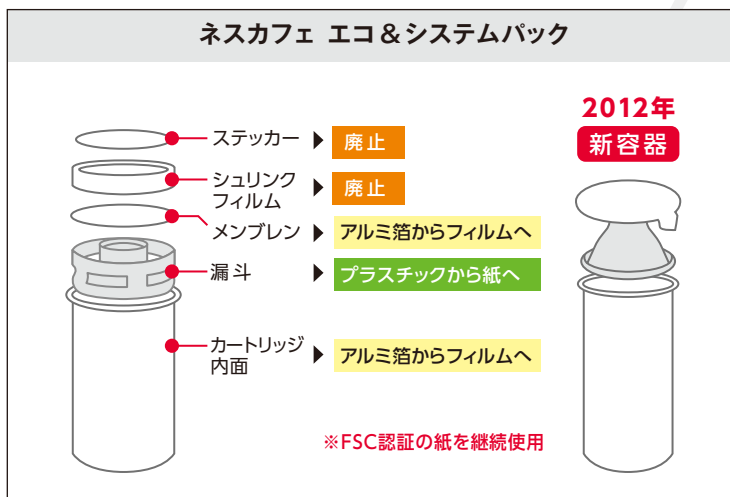 ネスカフェ エコ&システムパック
2012年
新容器
ステッカー ▶ 廃止
シュリンク
フィルム ▶ 廃止
メンブレン ▶ アルミ箔からフィルムへ
漏斗 ▶ プラスチックから紙へ
カートリッジ
内面 ▶ アルミ箔からフィルムへ
※FSC認証の紙を継続使用